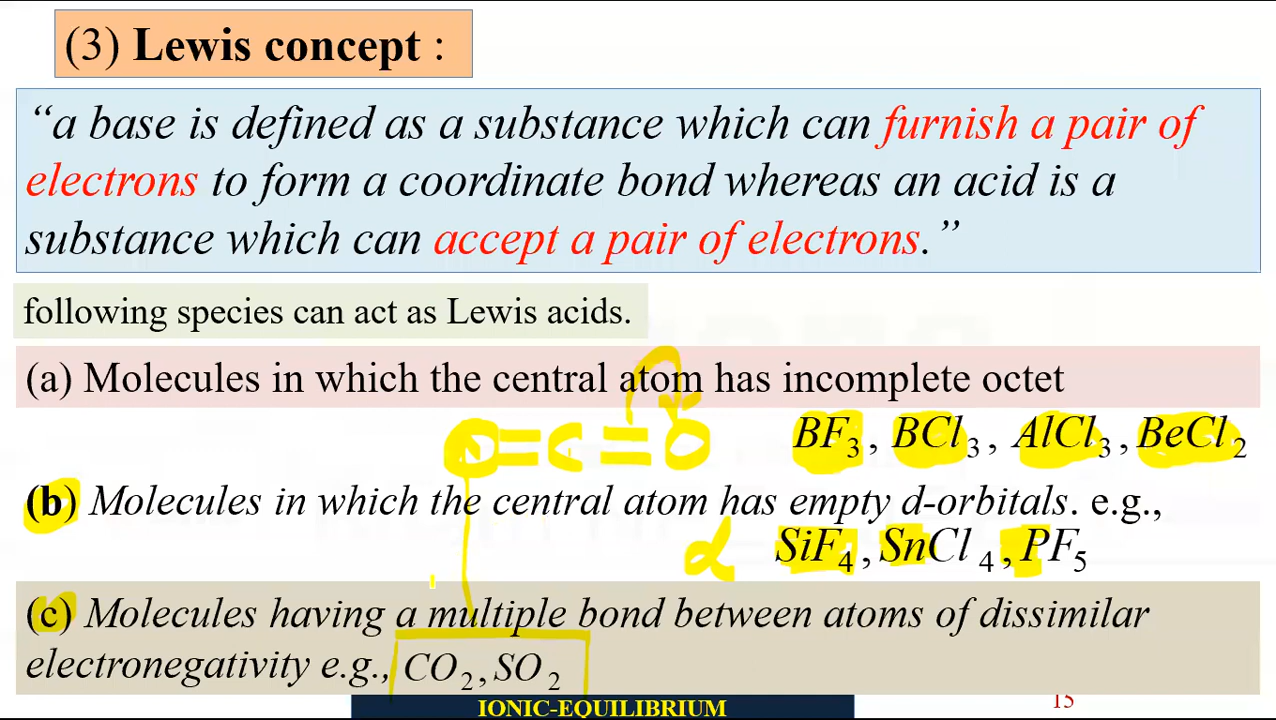 (3) Lewis concept :
“a base is defined as a substance which can furnish a pair of
electrons to form a coordinate bond whereas an acid is a
substance which can accept a pair of electrons.”
following species can act as Lewis acids.
(a) Molecules in which the central atom has incomplete octet
O=C=O
BF₃, BCl₃, AlCl₃, BeCl₂
(b) Molecules in which the central atom has empty d-orbitals. e.g.,
d
SiF₄, SnCl₄, PF₅
(c) Molecules having a multiple bond between atoms of dissimilar
electronegativity e.g., CO₂, SO₂
IONIC-EQUILIBRIUM
15